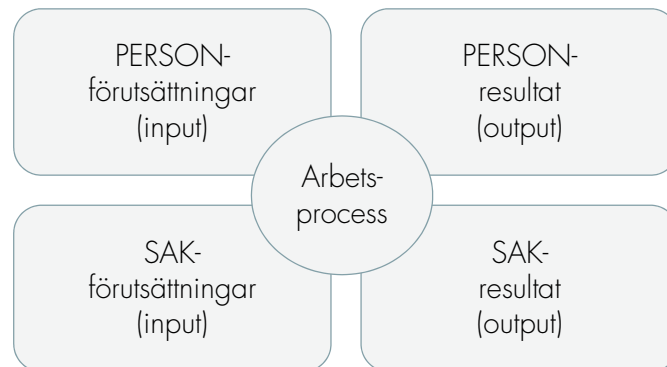 PERSON-
förutsättningar
(input)
PERSON-
resultat
(output)
Arbets-
process
SAK-
förutsättningar
(input)
SAK-
resultat
(output)